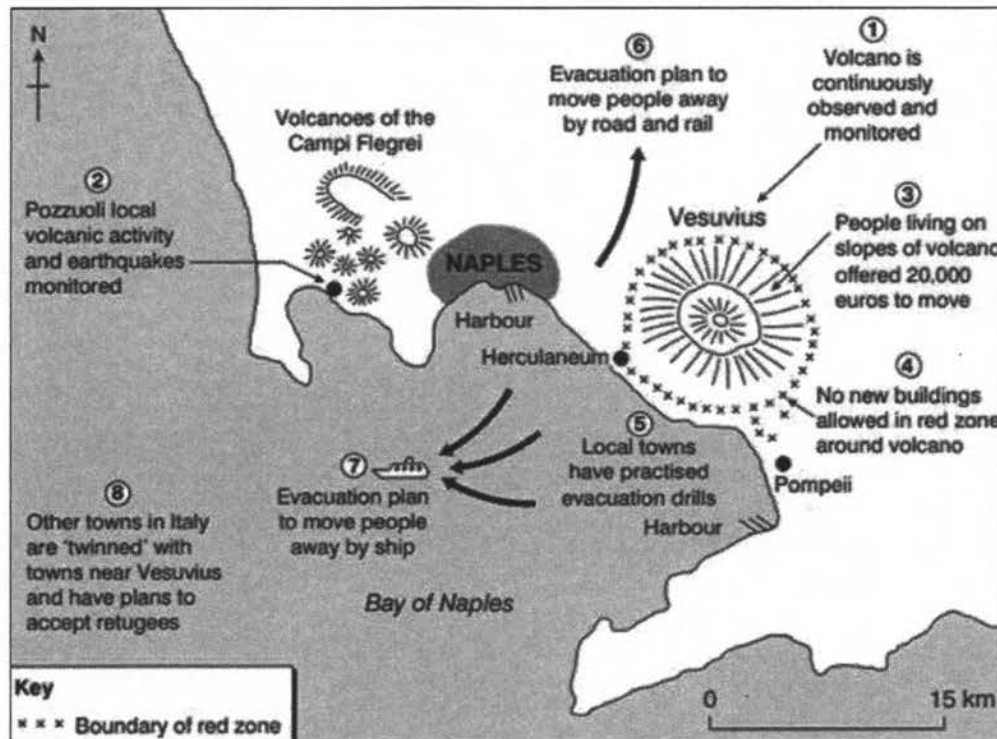 N
Volcanoes of the
Campi Flegrei
⑥
Evacuation plan to
move people away
by road and rail
①
Volcano is
continuously
observed and
monitored
②
Pozzuoli local
volcanic activity
and earthquakes
monitored
NAPLES
Harbour
Vesuvius
③
People living on
slopes of volcano
offered 20,000
euros to move
Herculaneum
④
No new buildings
allowed in red zone
around volcano
⑤
Local towns
have practised
evacuation drills
Harbour
Pompeii
⑦
Evacuation plan
to move people
away by ship
⑧
Other towns in Italy
are 'twinned' with
towns near Vesuvius
and have plans to
accept refugees
Bay of Naples
Key
××× Boundary of red zone
0 15 km